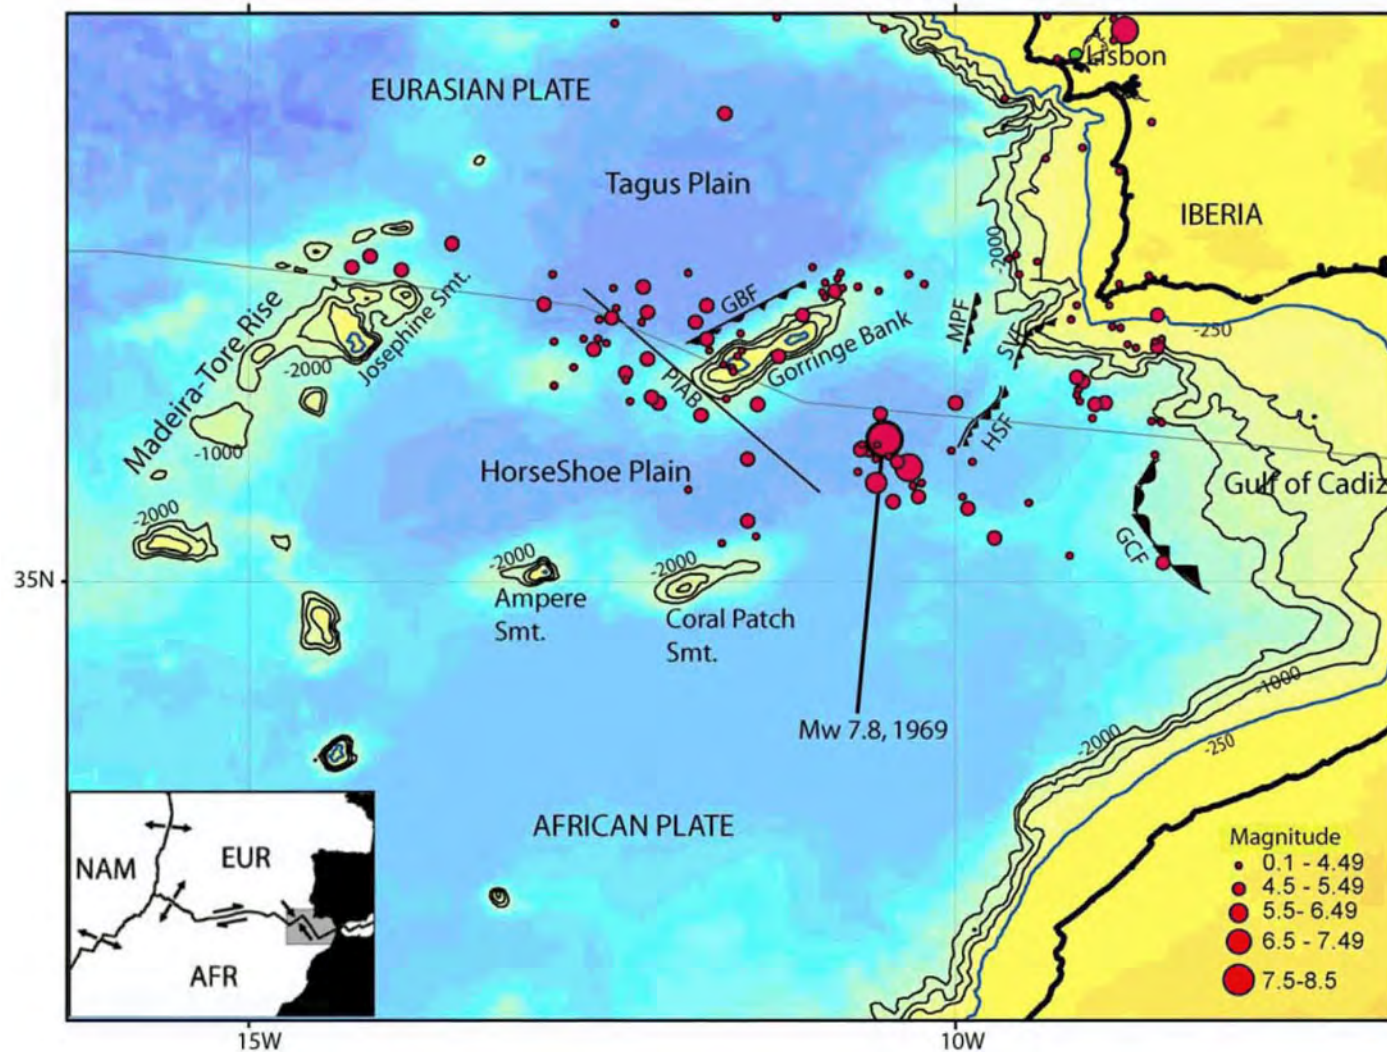 EURASIAN PLATE
Lisbon
Tagus Plain
IBERIA
-2000
Madeira-Tore Rise
Josephine Smt.
-2000
GBF
Gorringe Bank
MPF
SVF
-250
PIAB
HSF
-1000
HorseShoe Plain
Gulf of Cadiz
-2000
GCF
35N
-2000
Ampere
Smt.
-2000
Coral Patch
Smt.
-1000
Mw 7.8, 1969
-2000
-250
AFRICAN PLATE
NAM
EUR
AFR
Magnitude
0.1 - 4.49
4.5 - 5.49
5.5- 6.49
6.5 - 7.49
7.5-8.5
15W
10W